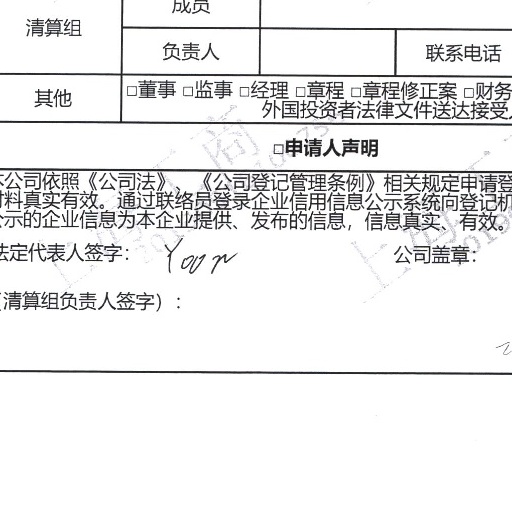 成员
清算组
负责人 联系电话
其他 □董事 □监事 □经理 □章程 □章程修正案 □财务
外国投资者法律文件送达接受
□申请人声明
本公司依照《公司法》、《公司登记管理条例》相关规定申请登
材料真实有效。通过联络员登录企业信用信息公示系统向登记机
公示的企业信息为本企业提供、发布的信息，信息真实、有效。
法定代表人签字： 公司盖章：
（清算组负责人签字）：